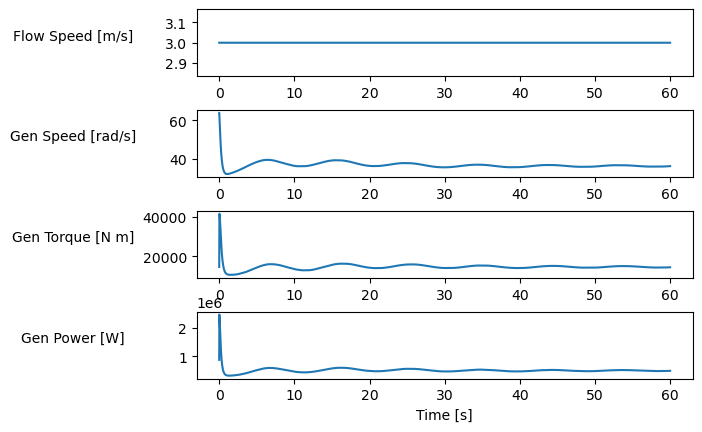 Flow Speed [m/s]
3.1
3.0
2.9
0 10 20 30 40 50 60
Gen Speed [rad/s]
60
40
0 10 20 30 40 50 60
Gen Torque [N m]
40000
20000
0 10 20 30 40 50 60
1e6
Gen Power [W]
2
1
0 10 20 30 40 50 60
Time [s]